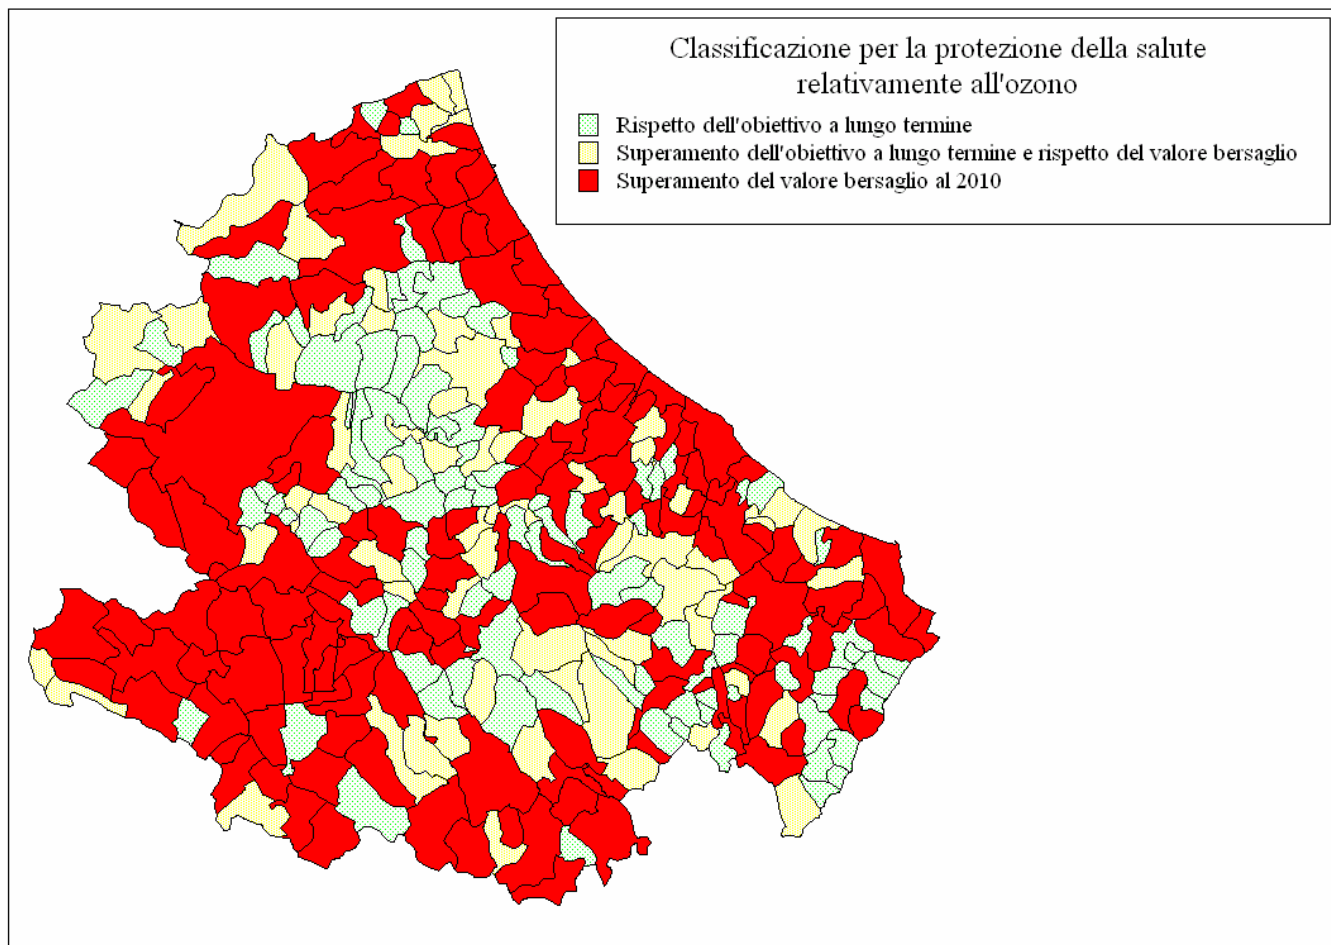 Classificazione per la protezione della salute
relativamente all'ozono
Rispetto dell'obiettivo a lungo termine
Superamento dell'obiettivo a lungo termine e rispetto del valore bersaglio
Superamento del valore bersaglio al 2010